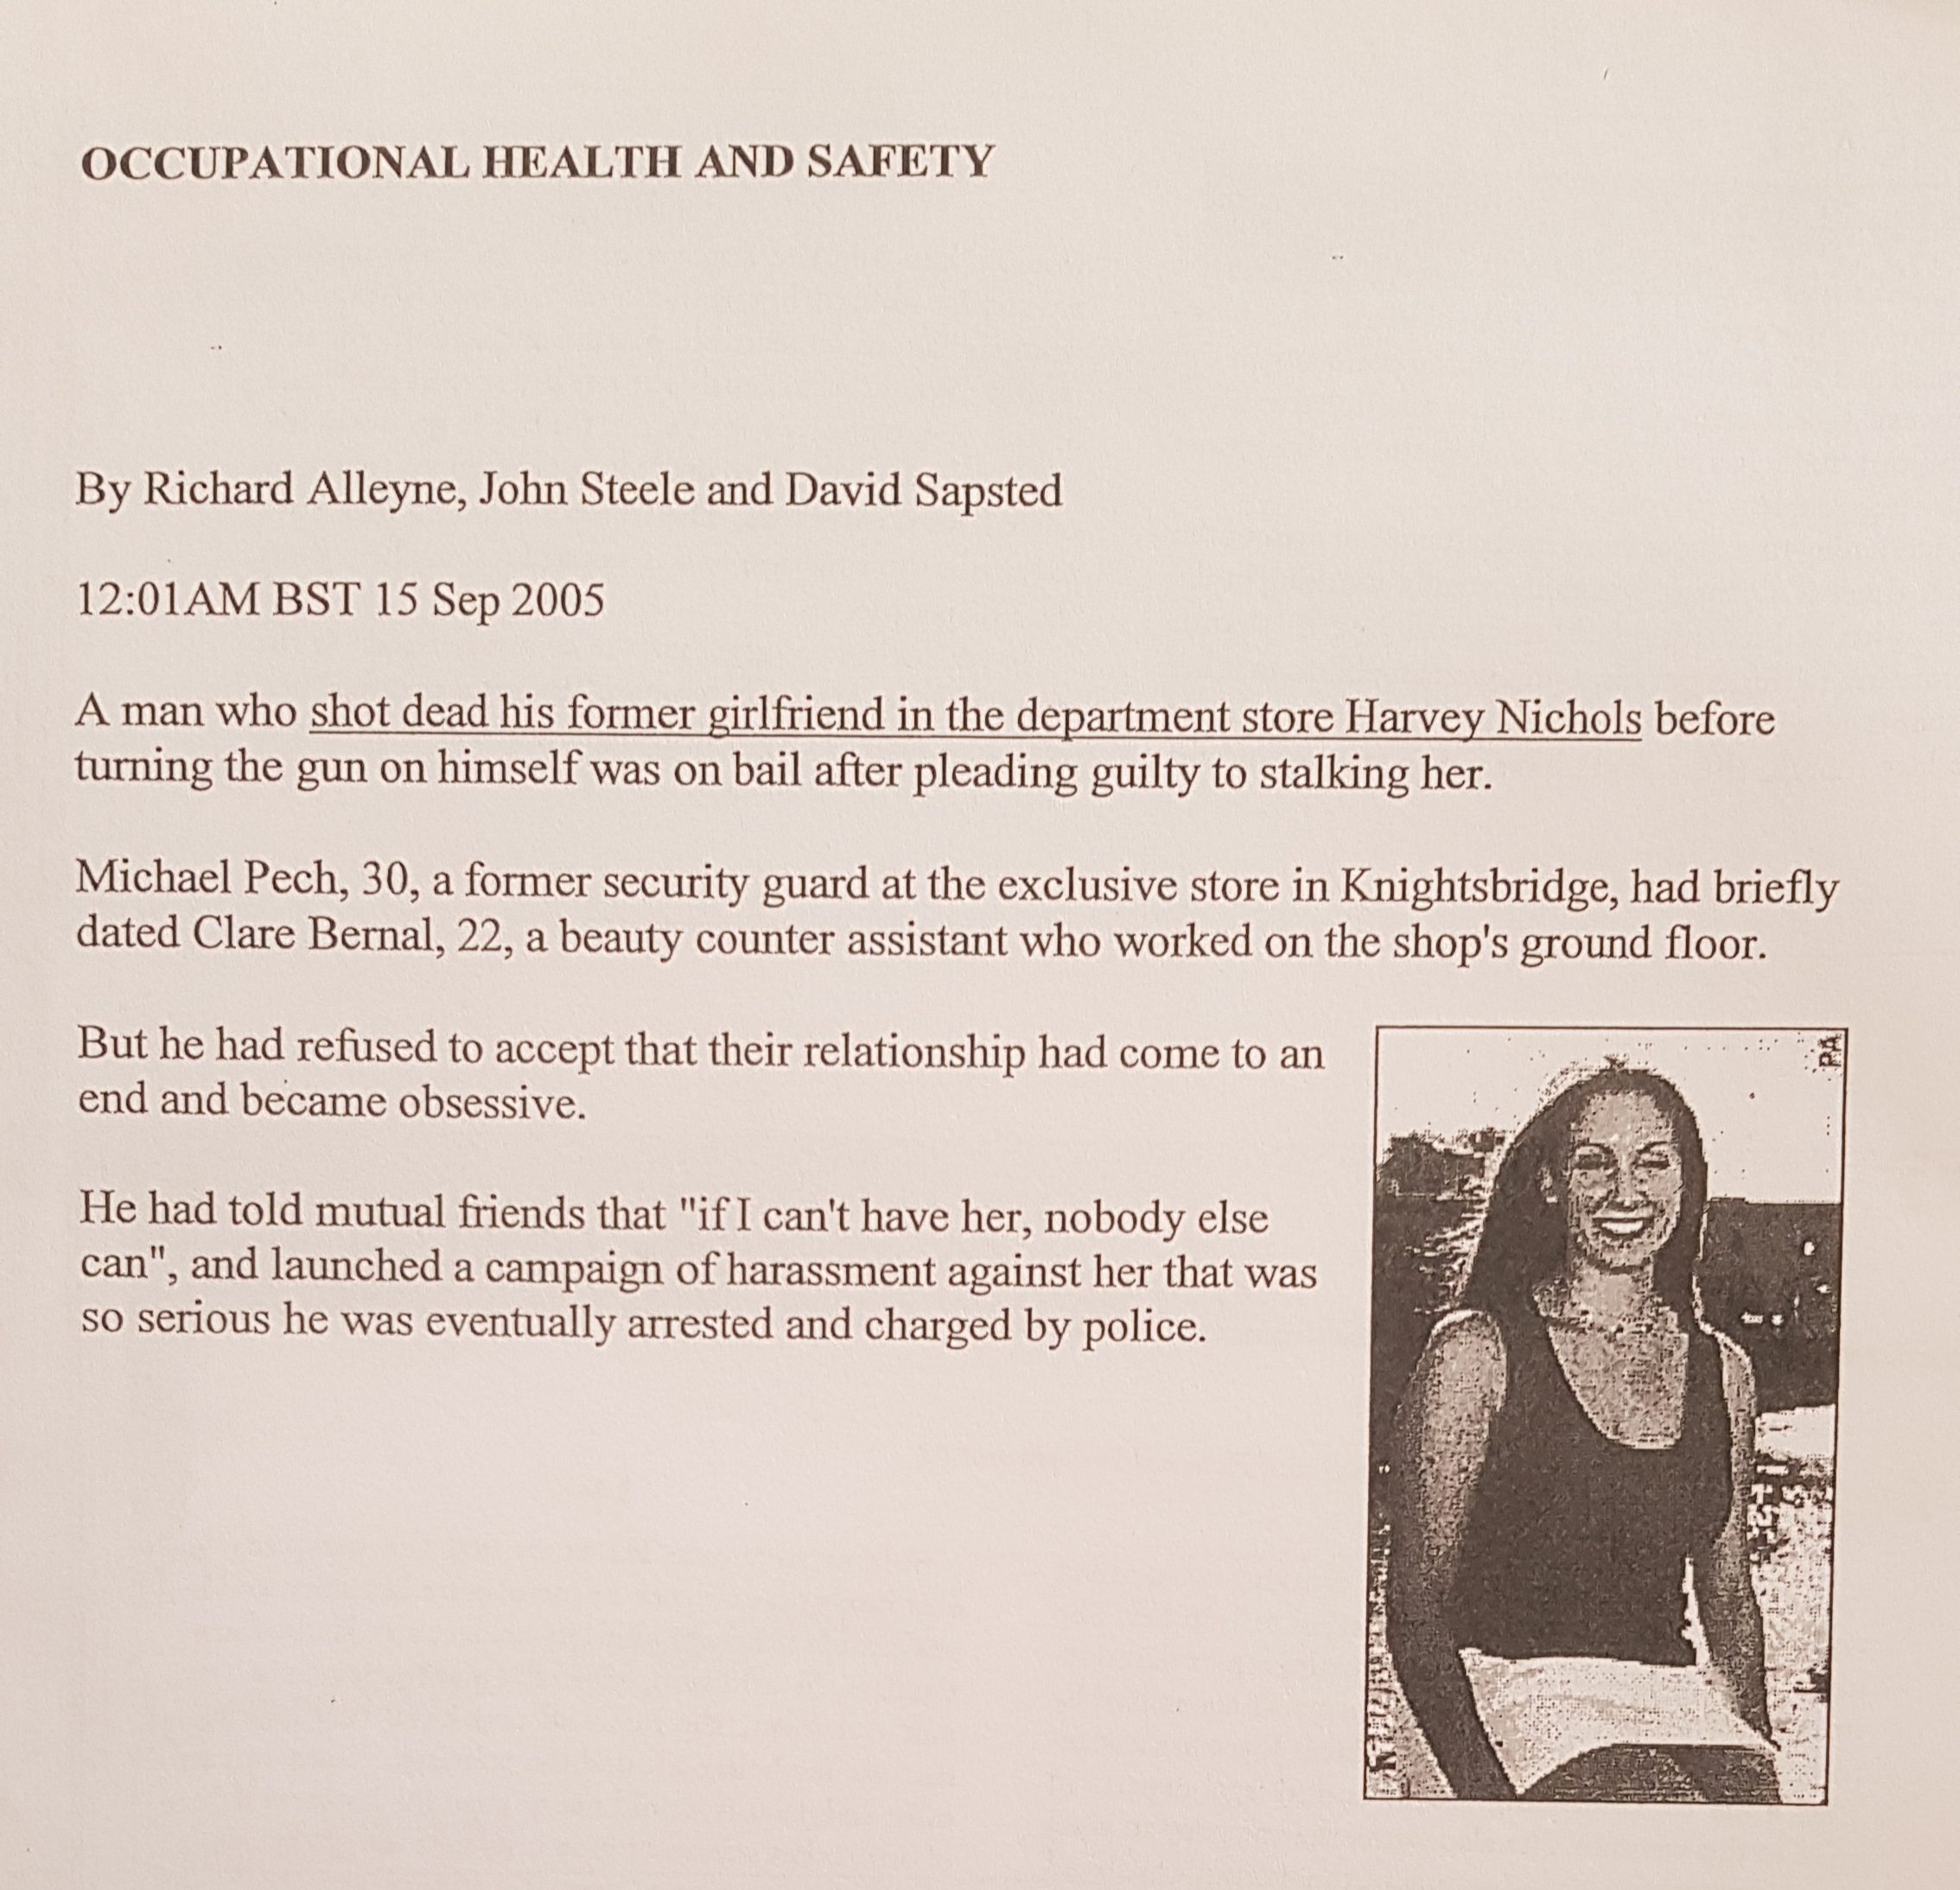 OCCUPATIONAL HEALTH AND SAFETY
By Richard Alleyne, John Steele and David Sapsted
12:01AM BST 15 Sep 2005
A man who shot dead his former girlfriend in the department store Harvey Nichols before
turning the gun on himself was on bail after pleading guilty to stalking her.
Michael Pech, 30, a former security guard at the exclusive store in Knightsbridge, had briefly
dated Clare Bernal, 22, a beauty counter assistant who worked on the shop's ground floor.
But he had refused to accept that their relationship had come to an
end and became obsessive.
He had told mutual friends that "if I can't have her, nobody else
can", and launched a campaign of harassment against her that was
so serious he was eventually arrested and charged by police.
PA